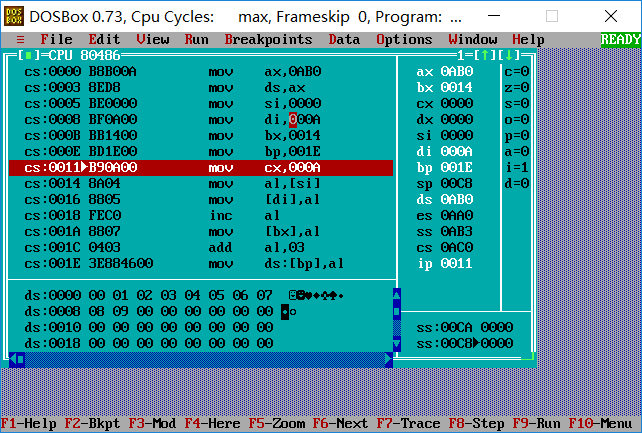 DOSBox 0.73, Cpu Cycles: max, Frameskip 0, Program: ...
≡ File Edit View Run Breakpoints Data Options Window Help READY
[■]=CPU 80486 1=[↑][↓]
cs:0000 B8B00A mov ax,0AB0 ax 0AB0 c=0
cs:0003 8ED8 mov ds,ax bx 0014 z=0
cs:0005 BE0000 mov si,0000 cx 0000 s=0
cs:0008 BF0A00 mov di,000A dx 0000 o=0
cs:000B BB1400 mov bx,0014 si 0000 p=0
cs:000E BD1E00 mov bp,001E di 000A a=0
cs:0011►B90A00 mov cx,000A bp 001E i=1
cs:0014 8A04 mov al,[si] sp 00C8 d=0
cs:0016 8805 mov [di],al ds 0AB0
cs:0018 FEC0 inc al es 0AA0
cs:001A 8807 mov [bx],al ss 0AB3
cs:001C 0403 add al,03 cs 0AC0
cs:001E 3E884600 mov ds:[bp],al ip 0011
ds:0000 00 01 02 03 04 05 06 07 ☺☻♥♦♣♠•
ds:0008 08 09 00 00 00 00 00 00 ◘○
ds:0010 00 00 00 00 00 00 00 00 ss:00CA 0000
ds:0018 00 00 00 00 00 00 00 00 ss:00C8►0000
F1-Help F2-Bkpt F3-Mod F4-Here F5-Zoom F6-Next F7-Trace F8-Step F9-Run F10-Menu